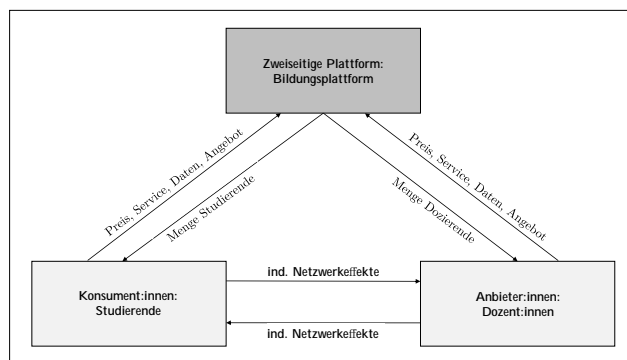 Zweiseitige Plattform:
Bildungsplattform
Preis, Service, Daten, Angebot
Menge Studierende
Menge Dozierende
Preis, Service, Daten, Angebot
Konsument:innen:
Studierende
ind. Netzwerkeffekte
ind. Netzwerkeffekte
Anbieter:innen:
Dozent:innen